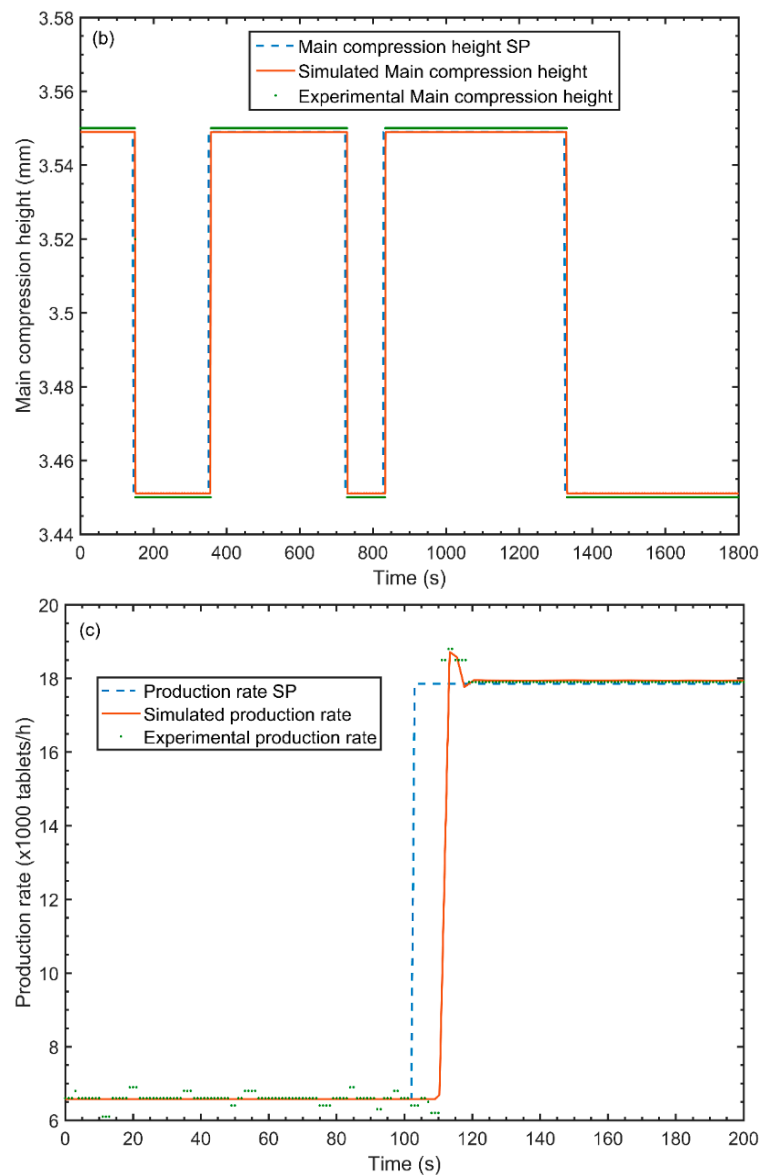 (b)
Main compression height SP
Simulated Main compression height
Experimental Main compression height
3.58
3.56
3.54
3.52
3.5
3.48
3.46
3.44
Main compression height (mm)
0 200 400 600 800 1000 1200 1400 1600 1800
Time (s)
(c)
Production rate SP
Simulated production rate
Experimental production rate
20
18
16
14
12
10
8
6
Production rate (x1000 tablets/h)
0 20 40 60 80 100 120 140 160 180 200
Time (s)